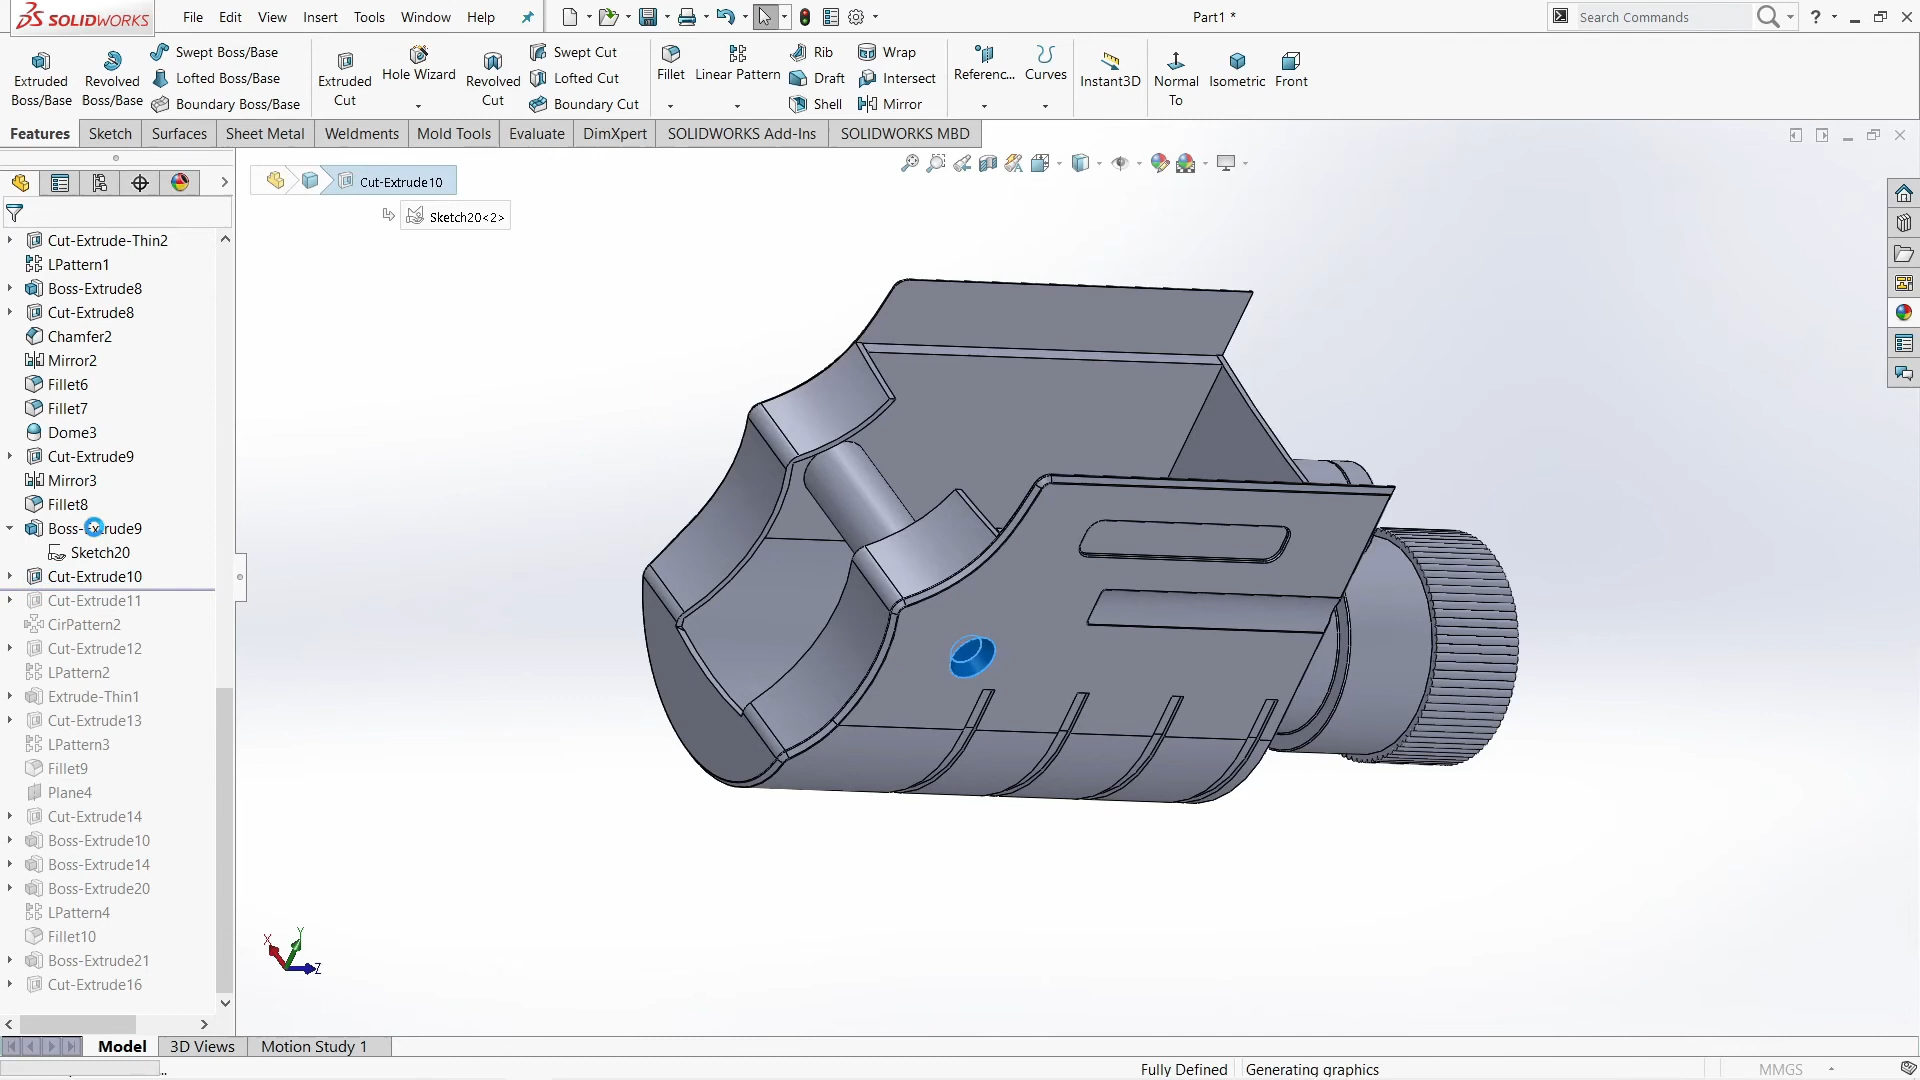 SOLIDWORKS
File Edit View Insert Tools Window Help
Part1 *
Search Commands
?
Extruded Boss/Base
Revolved Boss/Base
Swept Boss/Base
Lofted Boss/Base
Boundary Boss/Base
Extruded Cut
Hole Wizard
Revolved Cut
Swept Cut
Lofted Cut
Boundary Cut
Fillet
Linear Pattern
Rib
Draft
Shell
Wrap
Intersect
Mirror
Referenc...
Curves
Instant3D
Normal To
Isometric
Front
Features Sketch Surfaces Sheet Metal Weldments Mold Tools Evaluate DimXpert SOLIDWORKS Add-Ins SOLIDWORKS MBD
Cut-Extrude10
Sketch20<2>
Cut-Extrude-Thin2
LPattern1
Boss-Extrude8
Cut-Extrude8
Chamfer2
Mirror2
Fillet6
Fillet7
Dome3
Cut-Extrude9
Mirror3
Fillet8
Boss-Extrude9
Sketch20
Cut-Extrude10
Cut-Extrude11
CirPattern2
Cut-Extrude12
LPattern2
Extrude-Thin1
Cut-Extrude13
LPattern3
Fillet9
Plane4
Cut-Extrude14
Boss-Extrude10
Boss-Extrude14
Boss-Extrude20
LPattern4
Fillet10
Boss-Extrude21
Cut-Extrude16
X Y Z
Model 3D Views Motion Study 1
..
Fully Defined Generating graphics MMGS